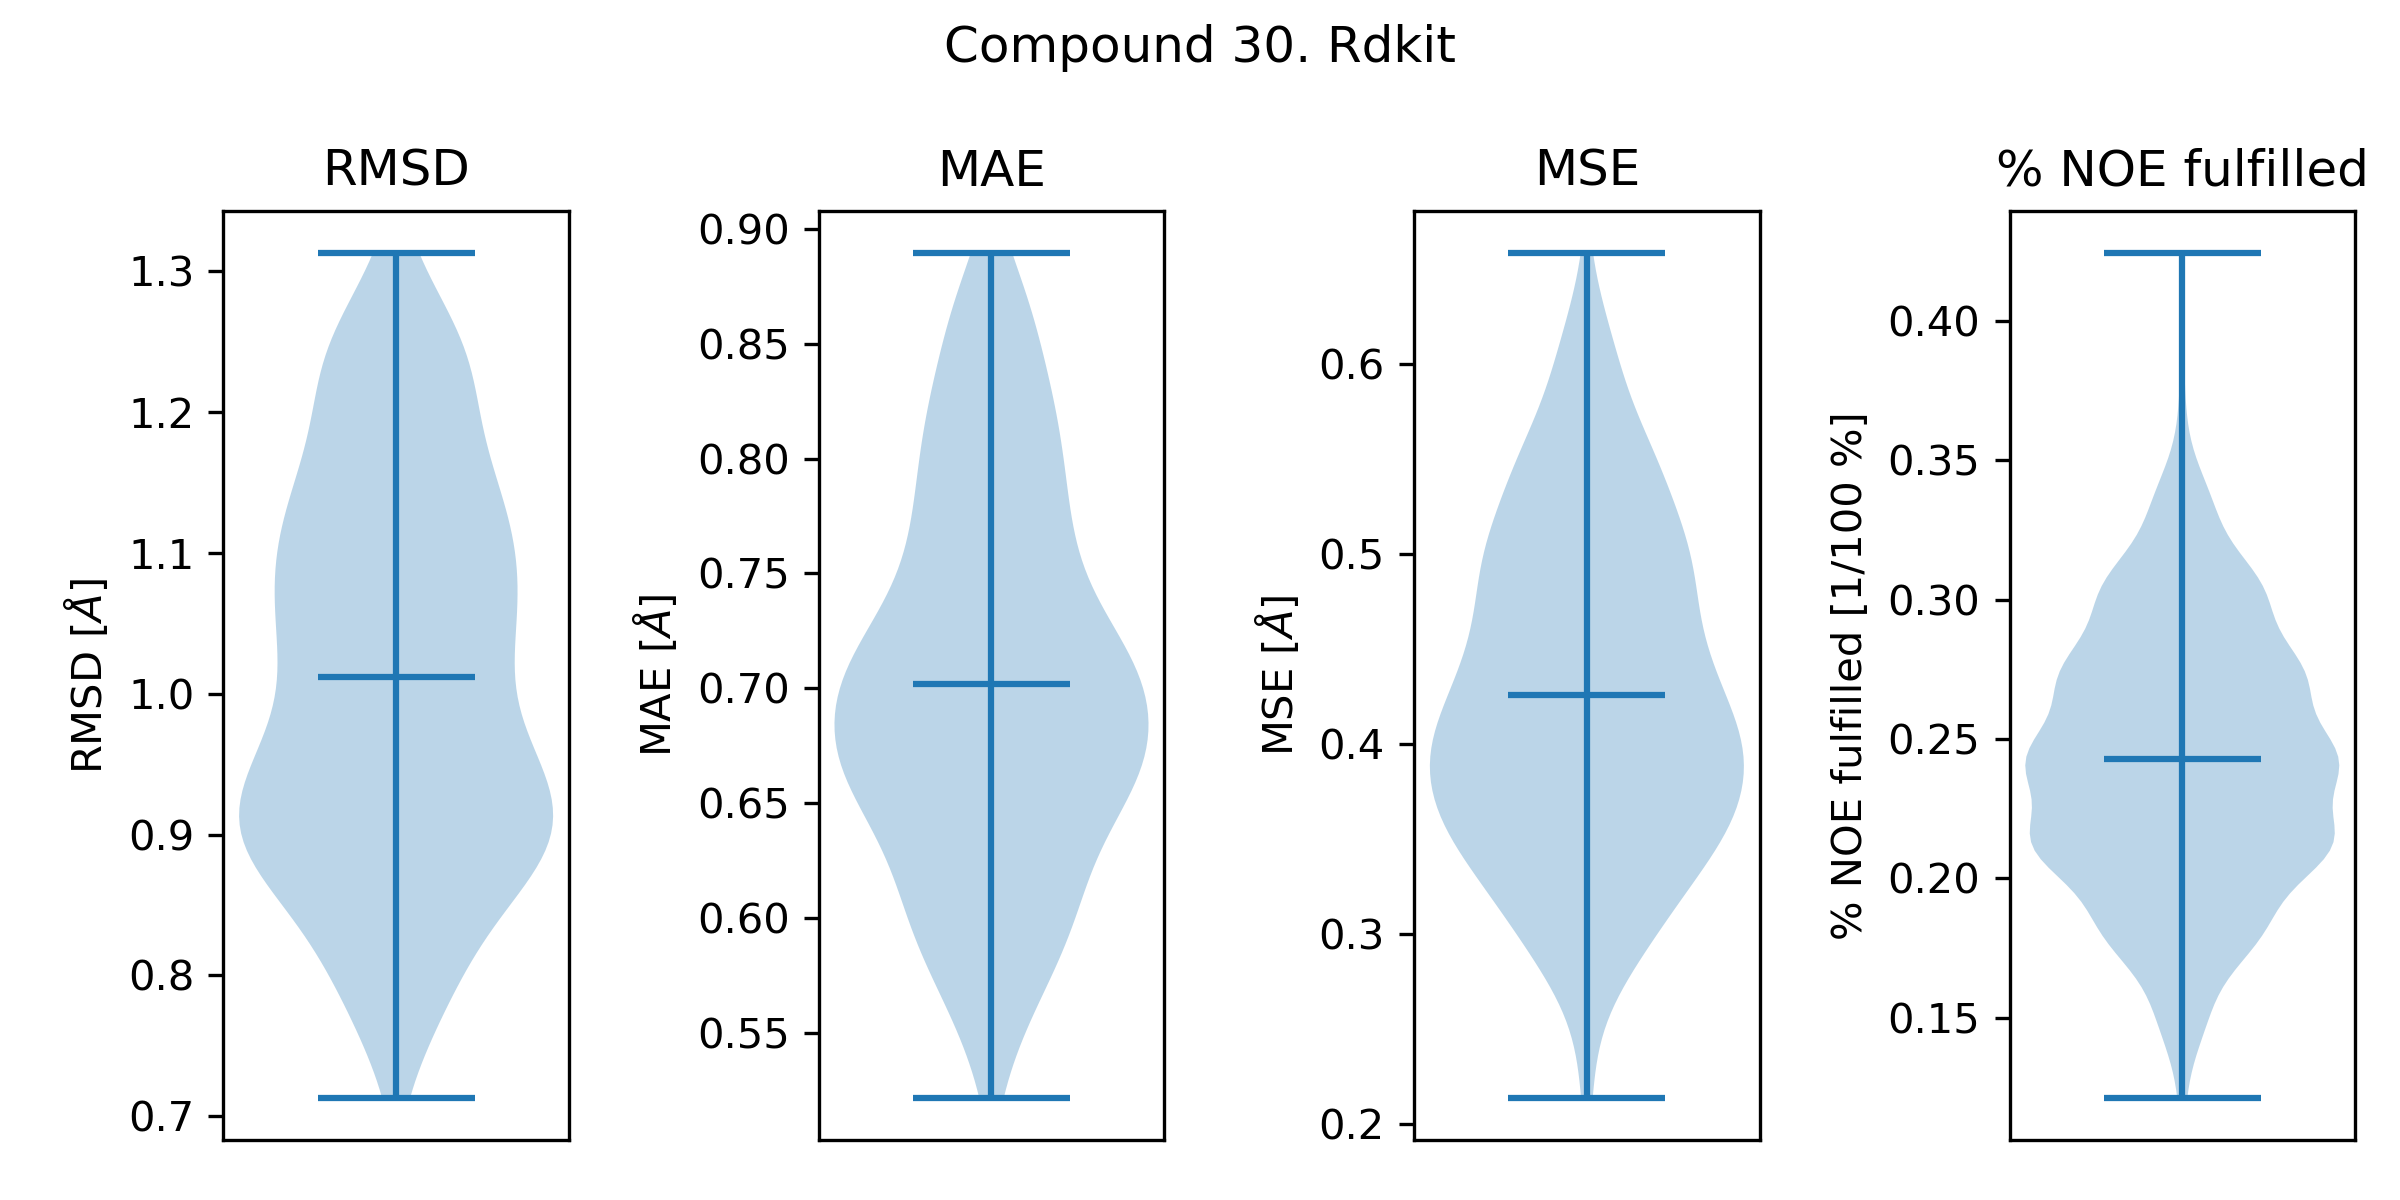 Compound 30. Rdkit
RMSD
RMSD [Å]
1.3
1.2
1.1
1.0
0.9
0.8
0.7
MAE
MAE [Å]
0.90
0.85
0.80
0.75
0.70
0.65
0.60
0.55
MSE
MSE [Å]
0.6
0.5
0.4
0.3
0.2
% NOE fulfilled
% NOE fulfilled [1/100 %]
0.40
0.35
0.30
0.25
0.20
0.15